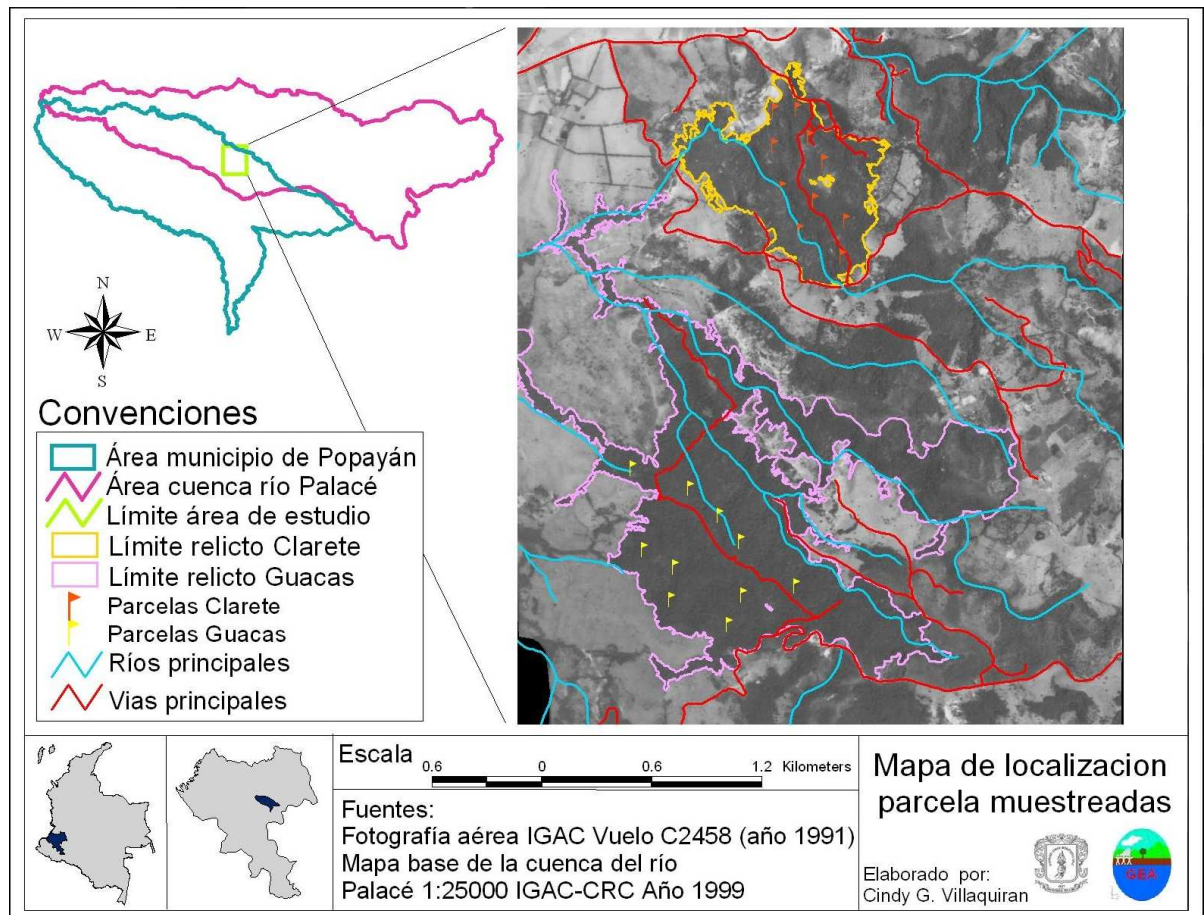 N
W E
S
Convenciones
Área municipio de Popayán
Área cuenca río Palacé
Límite área de estudio
Límite relicto Clarete
Límite relicto Guacas
Parcelas Clarete
Parcelas Guacas
Ríos principales
Vias principales
Escala
0.6 0 0.6 1.2 Kilometers
Fuentes:
Fotografía aérea IGAC Vuelo C2458 (año 1991)
Mapa base de la cuenca del río
Palacé 1:25000 IGAC-CRC Año 1999
Mapa de localizacion
parcela muestreadas
Elaborado por:
Cindy G. Villaquiran
GEA